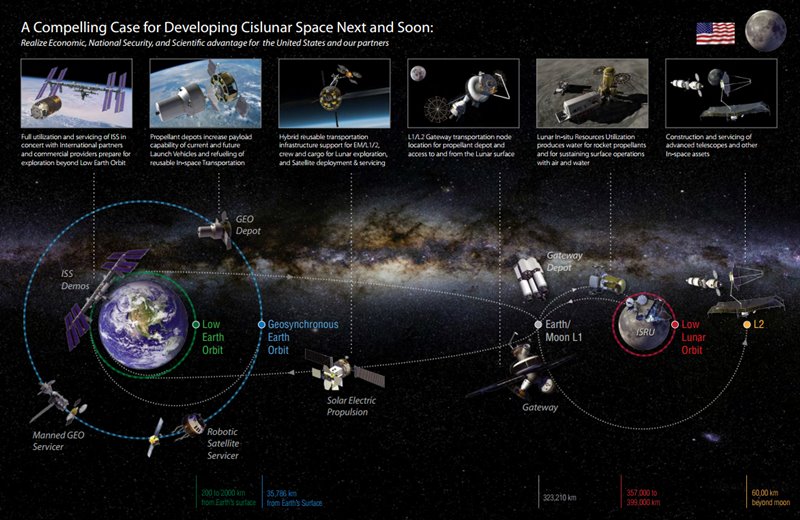 A Compelling Case for Developing Cislunar Space Next and Soon:
Realize Economic, National Security, and Scientific advantage for the United States and our partners
Full utilization and servicing of ISS in
concert with International partners
and commercial providers prepare for
exploration beyond Low Earth Orbit
Propellant depots increase payload
capability of current and future
Launch Vehicles and refueling of
reusable In-space Transportation
Hybrid reusable transportation
infrastructure support for EM/L1/2,
crew and cargo for Lunar exploration,
and Satellite deployment & servicing
L1/L2 Gateway transportation node
location for propellant depot and
access to and from the Lunar surface
Lunar In-situ Resources Utilization
produces water for rocket propellants
and for sustaining surface operations
with air and water
Construction and servicing of
advanced telescopes and other
In-space assets
GEO
Depot
ISS
Demos
Gateway
Depot
Low
Earth
Orbit
Geosynchronous
Earth
Orbit
Earth/
Moon L1
ISRU
Low
Lunar
Orbit
L2
Solar Electric
Propulsion
Gateway
Manned GEO
Servicer
Robotic
Satellite
Servicer
200 to 2000 km
from Earth's surface
35,786 km
from Earth's Surface
323,210 km
357,000 to
399,000 km
60,00 km
beyond moon